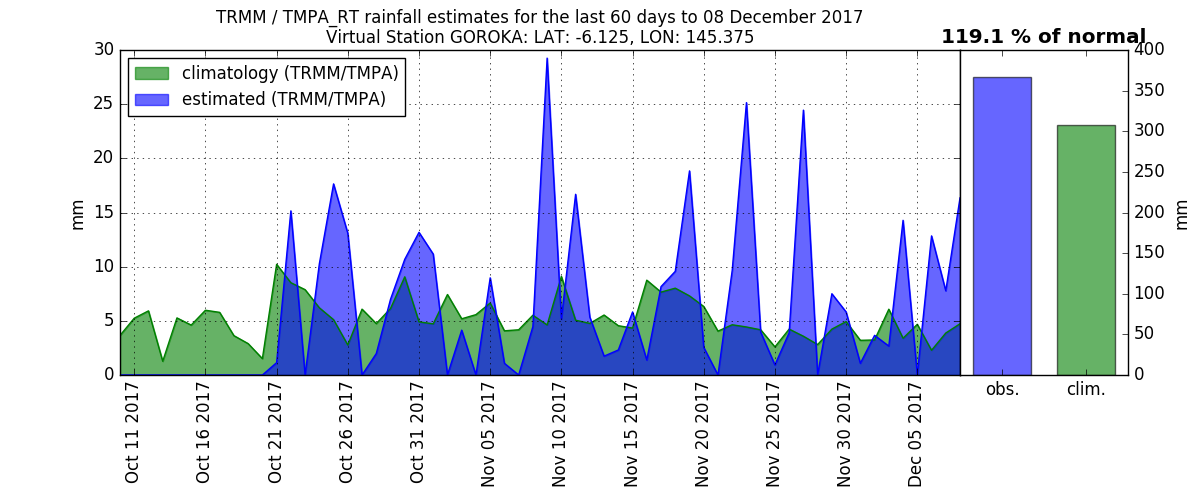 TRMM / TMPA_RT rainfall estimates for the last 60 days to 08 December 2017
Virtual Station GOROKA: LAT: -6.125, LON: 145.375
119.1 % of normal
climatology (TRMM/TMPA)
estimated (TRMM/TMPA)
30
25
20
15
10
5
0
mm
400
350
300
250
200
150
100
50
0
mm
Oct 11 2017
Oct 16 2017
Oct 21 2017
Oct 26 2017
Oct 31 2017
Nov 05 2017
Nov 10 2017
Nov 15 2017
Nov 20 2017
Nov 25 2017
Nov 30 2017
Dec 05 2017
obs.
clim.